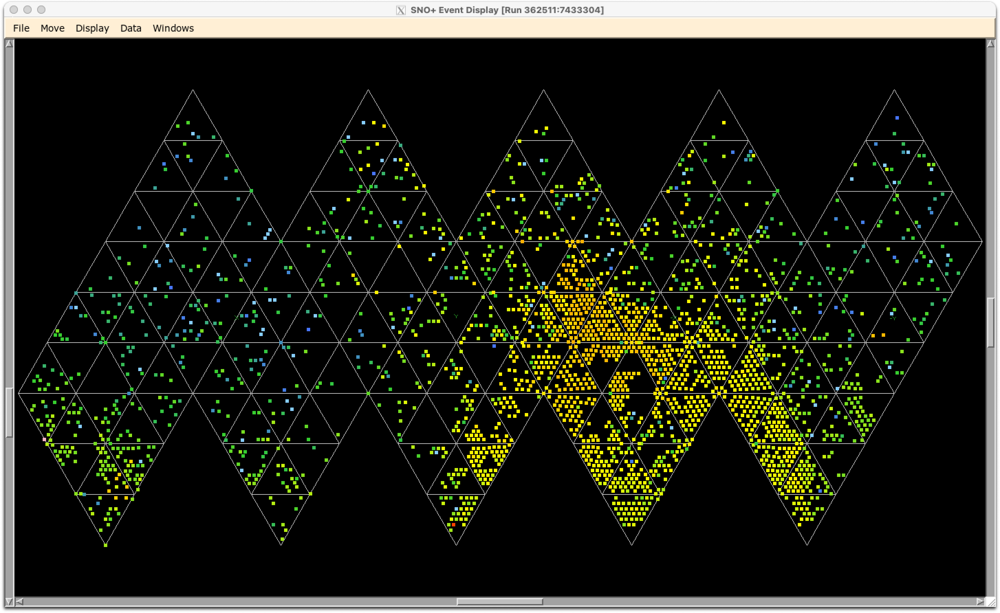 SNO+ Event Display [Run 362511:7433304]
File Move Display Data Windows
X Y -X -Y